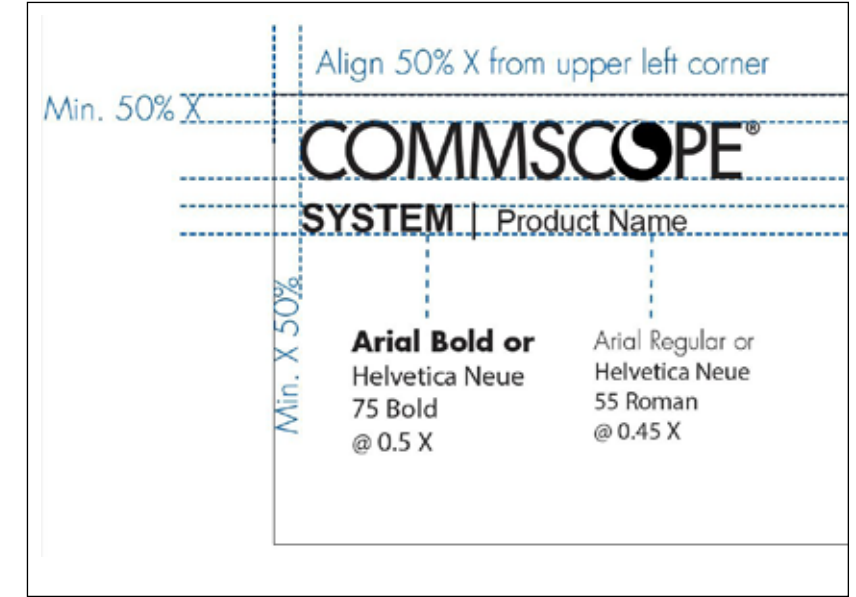 Align 50% X from upper left corner
Min. 50% X
COMMSCOPE®
SYSTEM | Product Name
Min. X 50%
Arial Bold or
Helvetica Neue
75 Bold
@ 0.5 X
Arial Regular or
Helvetica Neue
55 Roman
@ 0.45 X